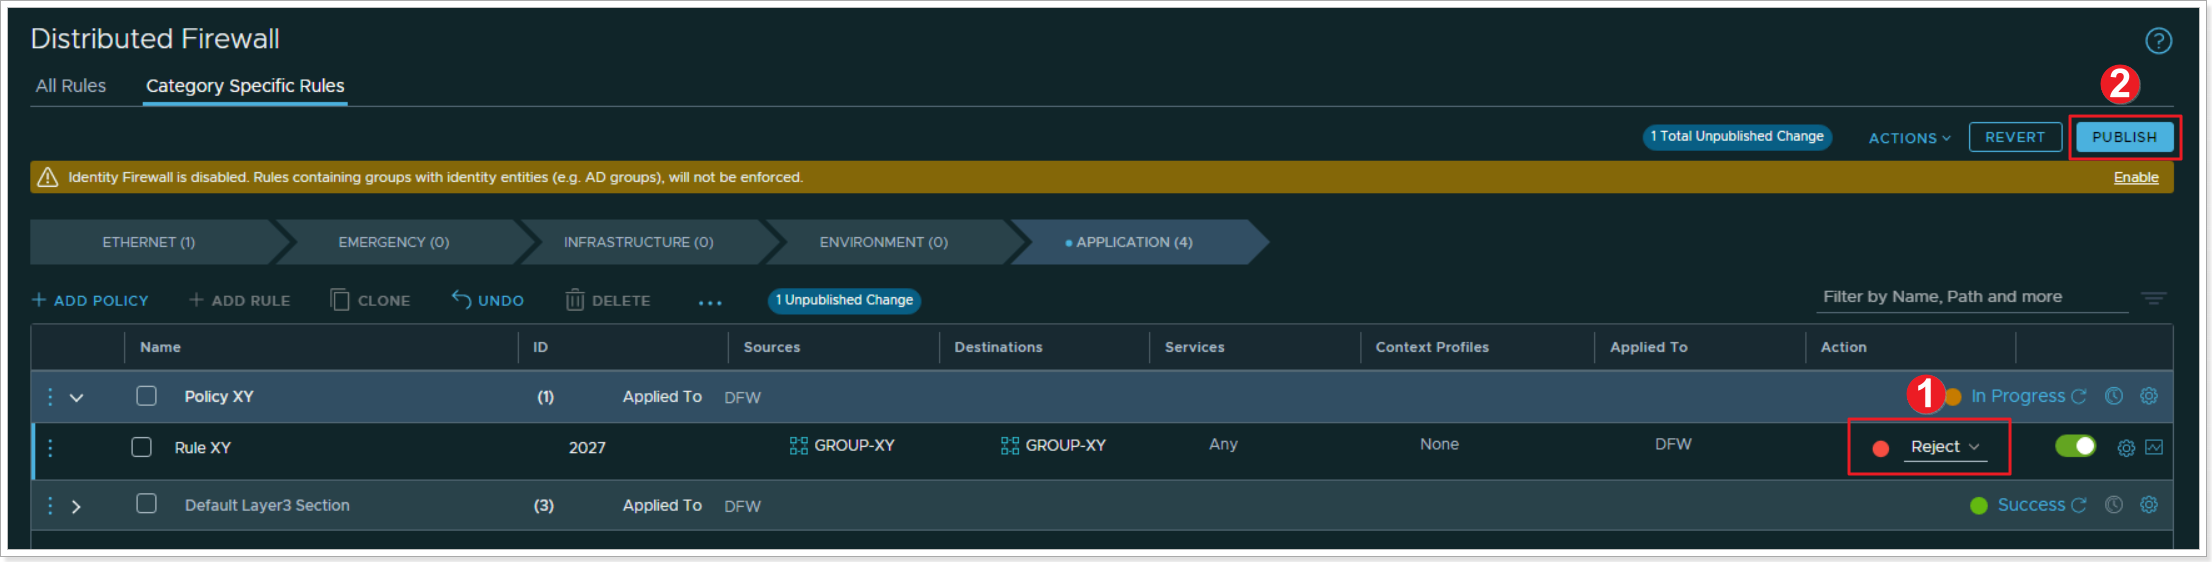 Distributed Firewall
?
All Rules Category Specific Rules
2
1 Total Unpublished Change ACTIONS REVERT PUBLISH
Identity Firewall is disabled. Rules containing groups with identity entities (e.g. AD groups), will not be enforced. Enable
ETHERNET (1) EMERGENCY (0) INFRASTRUCTURE (0) ENVIRONMENT (0) APPLICATION (4)
+ ADD POLICY + ADD RULE CLONE UNDO DELETE ... 1 Unpublished Change Filter by Name, Path and more
Name ID Sources Destinations Services Context Profiles Applied To Action
Policy XY (1) Applied To DFW 1 In Progress
Rule XY 2027 GROUP-XY GROUP-XY Any None DFW Reject
Default Layer3 Section (3) Applied To DFW Success